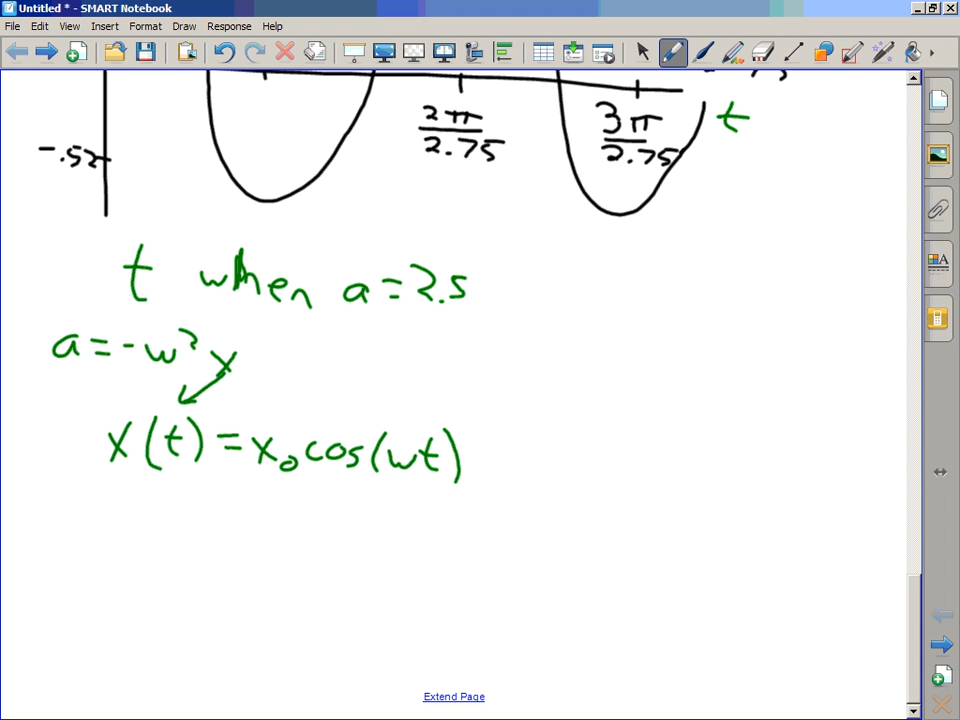 Untitled * - SMART Notebook
File Edit View Insert Format Draw Response Help
-.52
2π
2.75
3π
2.75
t
t when a=2.5
a=-w² x
x(t)=x₀cos(wt)
Extend Page